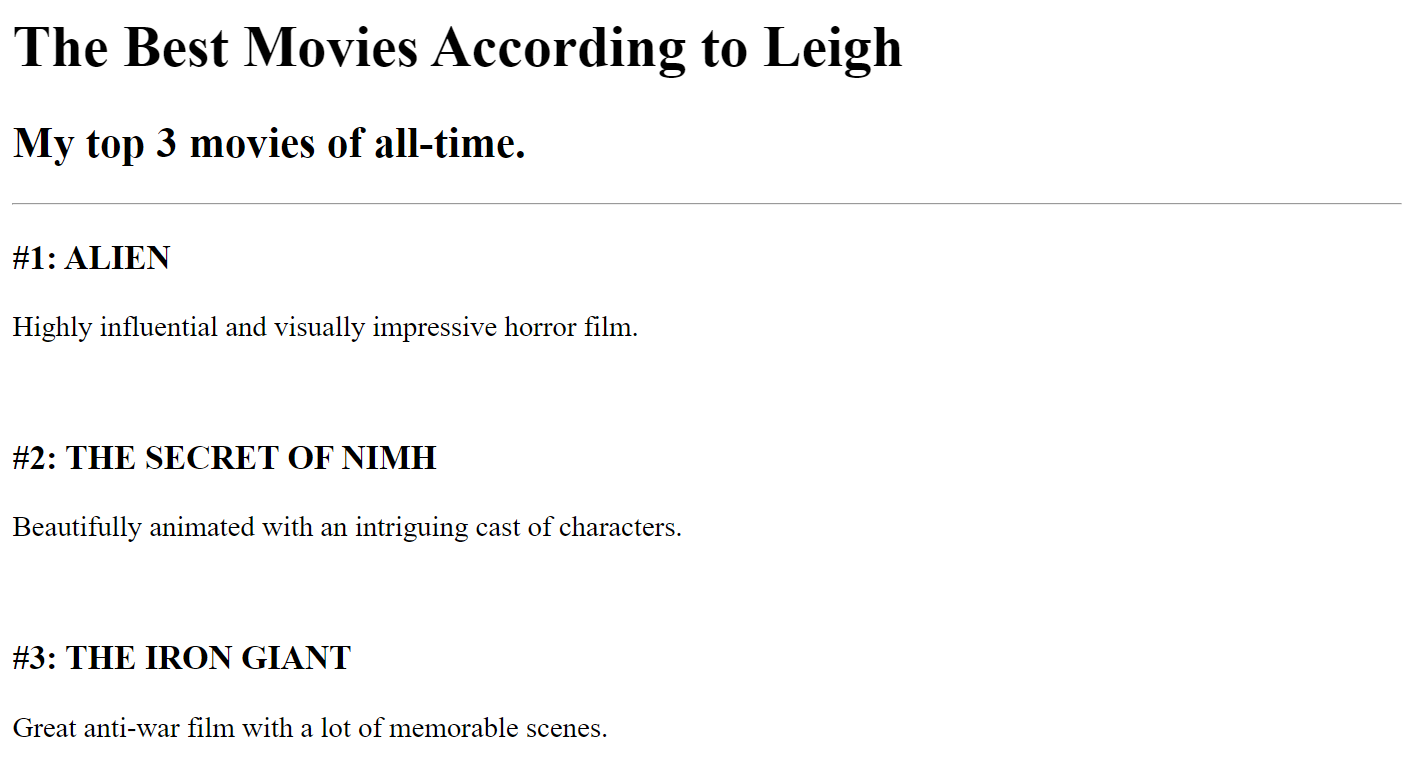 The Best Movies According to Leigh
My top 3 movies of all-time.
#1: ALIEN
Highly influential and visually impressive horror film.
#2: THE SECRET OF NIMH
Beautifully animated with an intriguing cast of characters.
#3: THE IRON GIANT
Great anti-war film with a lot of memorable scenes.